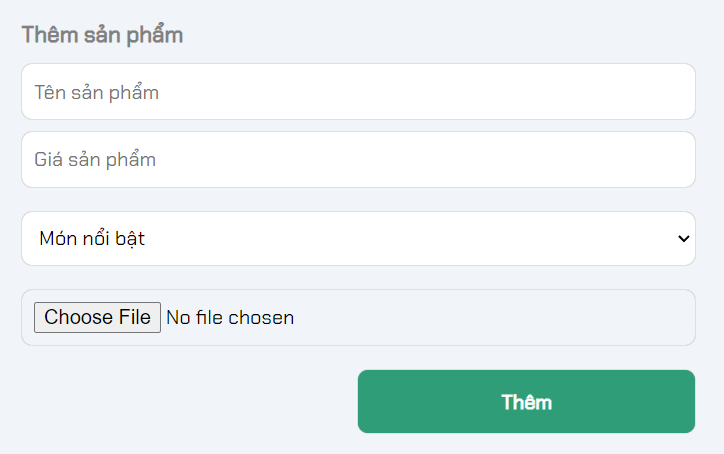 Thêm sản phẩm
Tên sản phẩm
Giá sản phẩm
Món nổi bật
Choose File No file chosen
Thêm